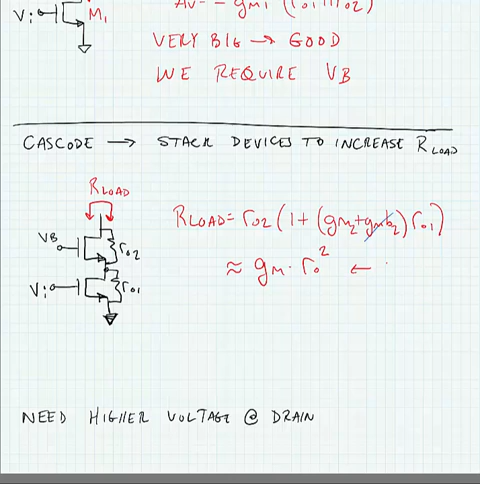 Vi M1
AV = - gm1 (ro1 || ro2)
VERY BIG → GOOD
WE REQUIRE VB
CASCODE → STACK DEVICES TO INCREASE RLOAD
RLOAD
RLOAD = ro2 (1 + (gm2 + gmb2) ro1)
VB ro2
≈ gm · ro² ←
Vi ro1
NEED HIGHER VOLTAGE @ DRAIN